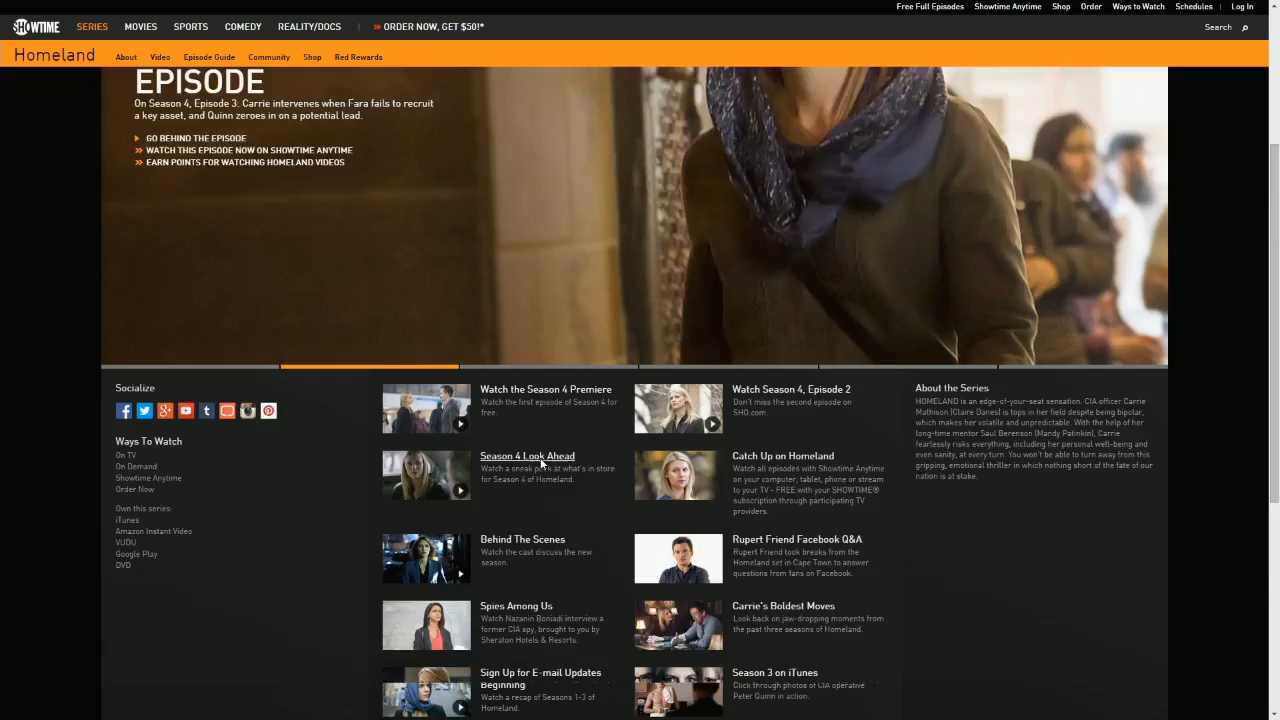 Free Full Episodes Showtime Anytime Shop Order Ways to Watch Schedules Log In
SHOWTIME SERIES MOVIES SPORTS COMEDY REALITY/DOCS ORDER NOW, GET $50!* Search
Homeland About Video Episode Guide Community Shop Red Rewards
EPISODE
On Season 4, Episode 3: Carrie intervenes when Fara fails to recruit
a key asset, and Quinn zeroes in on a potential lead.
GO BEHIND THE EPISODE
WATCH THIS EPISODE NOW ON SHOWTIME ANYTIME
EARN POINTS FOR WATCHING HOMELAND VIDEOS
Socialize
Ways To Watch
On TV
On Demand
Showtime Anytime
Order Now
Own this series:
iTunes
Amazon Instant Video
VUDU
Google Play
DVD
Watch the Season 4 Premiere
Watch the first episode of Season 4 for
free.
Watch Season 4, Episode 2
Don't miss the second episode on
SHO.com.
Season 4 Look Ahead
Watch a sneak peek at what's in store
for Season 4 of Homeland.
Catch Up on Homeland
Watch all episodes with Showtime Anytime
on your computer, tablet, phone or stream
to your TV - FREE with your SHOWTIME®
subscription through participating TV
providers.
Behind The Scenes
Watch the cast discuss the new
season.
Rupert Friend Facebook Q&A
Rupert Friend took breaks from the
Homeland set in Cape Town to answer
questions from fans on Facebook.
Spies Among Us
Watch Nazanin Boniadi interview a
former CIA spy, brought to you by
Sheraton Hotels & Resorts.
Carrie's Boldest Moves
Look back on jaw-dropping moments from
the past three seasons of Homeland.
Sign Up for E-mail Updates
Beginning
Watch a recap of Seasons 1-3 of
Homeland.
Season 3 on iTunes
Click through photos of CIA operative
Peter Quinn in action.
About the Series
HOMELAND is an edge-of-your-seat sensation. CIA officer Carrie
Mathison (Claire Danes) is tops in her field despite being bipolar,
which makes her volatile and unpredictable. With the help of her
long-time mentor Saul Berenson (Mandy Patinkin), Carrie
fearlessly risks everything, including her personal well-being and
even sanity, at every turn. You won't be able to turn away from this
gripping, emotional thriller in which nothing short of the fate of our
nation is at stake.